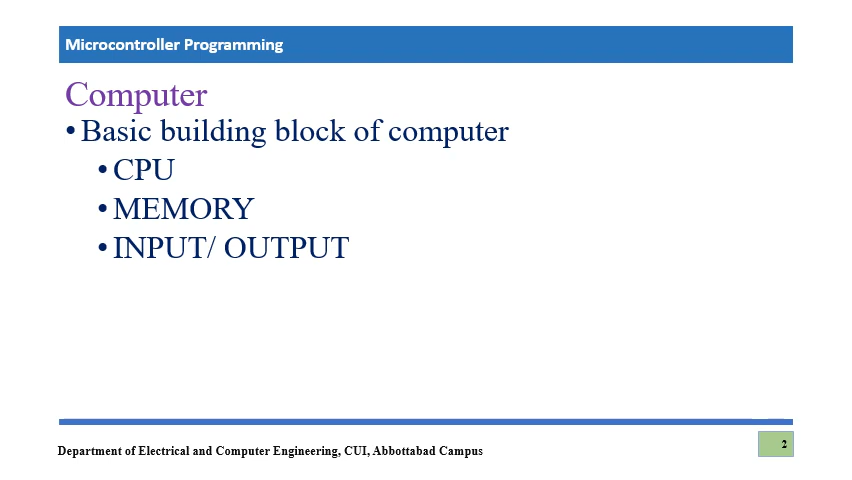 Microcontroller Programming
Computer
• Basic building block of computer
• CPU
• MEMORY
• INPUT/ OUTPUT
Department of Electrical and Computer Engineering, CUI, Abbottabad Campus
2